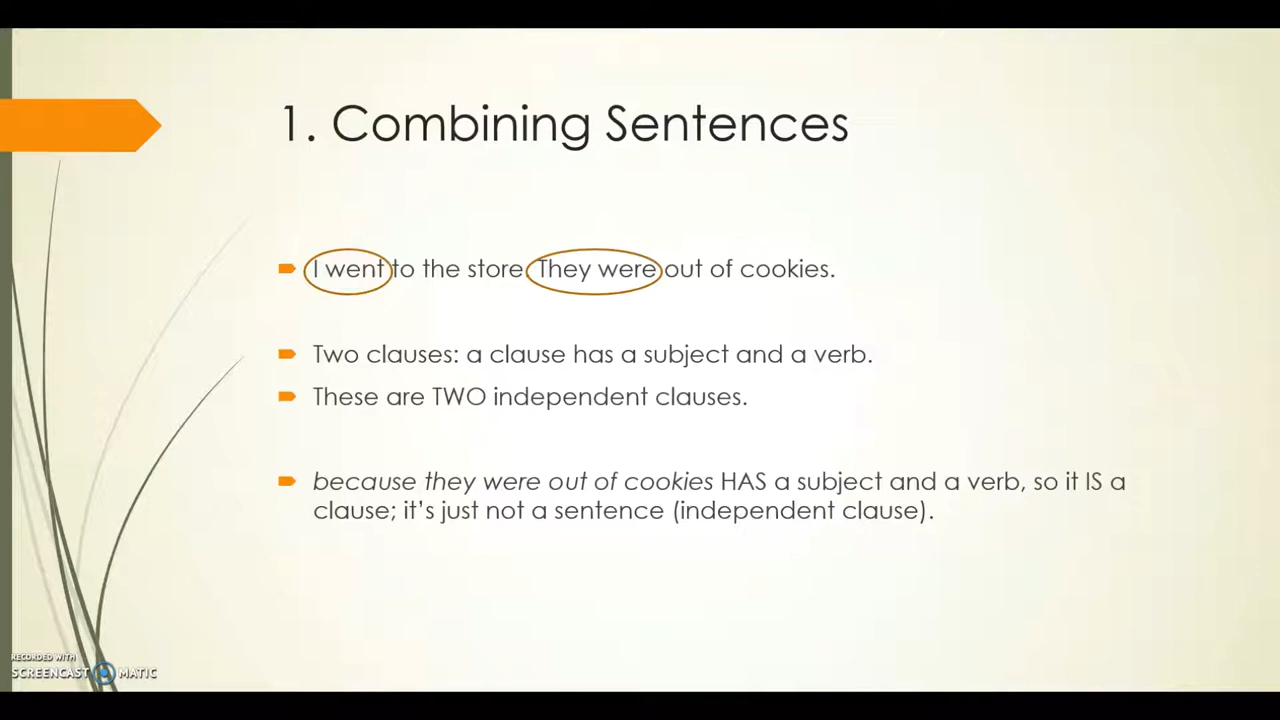 1. Combining Sentences
I went to the store They were out of cookies.
Two clauses: a clause has a subject and a verb.
These are TWO independent clauses.
because they were out of cookies HAS a subject and a verb, so it IS a
clause; it's just not a sentence (independent clause).
RECORDED WITH
SCREENCAST MATIC